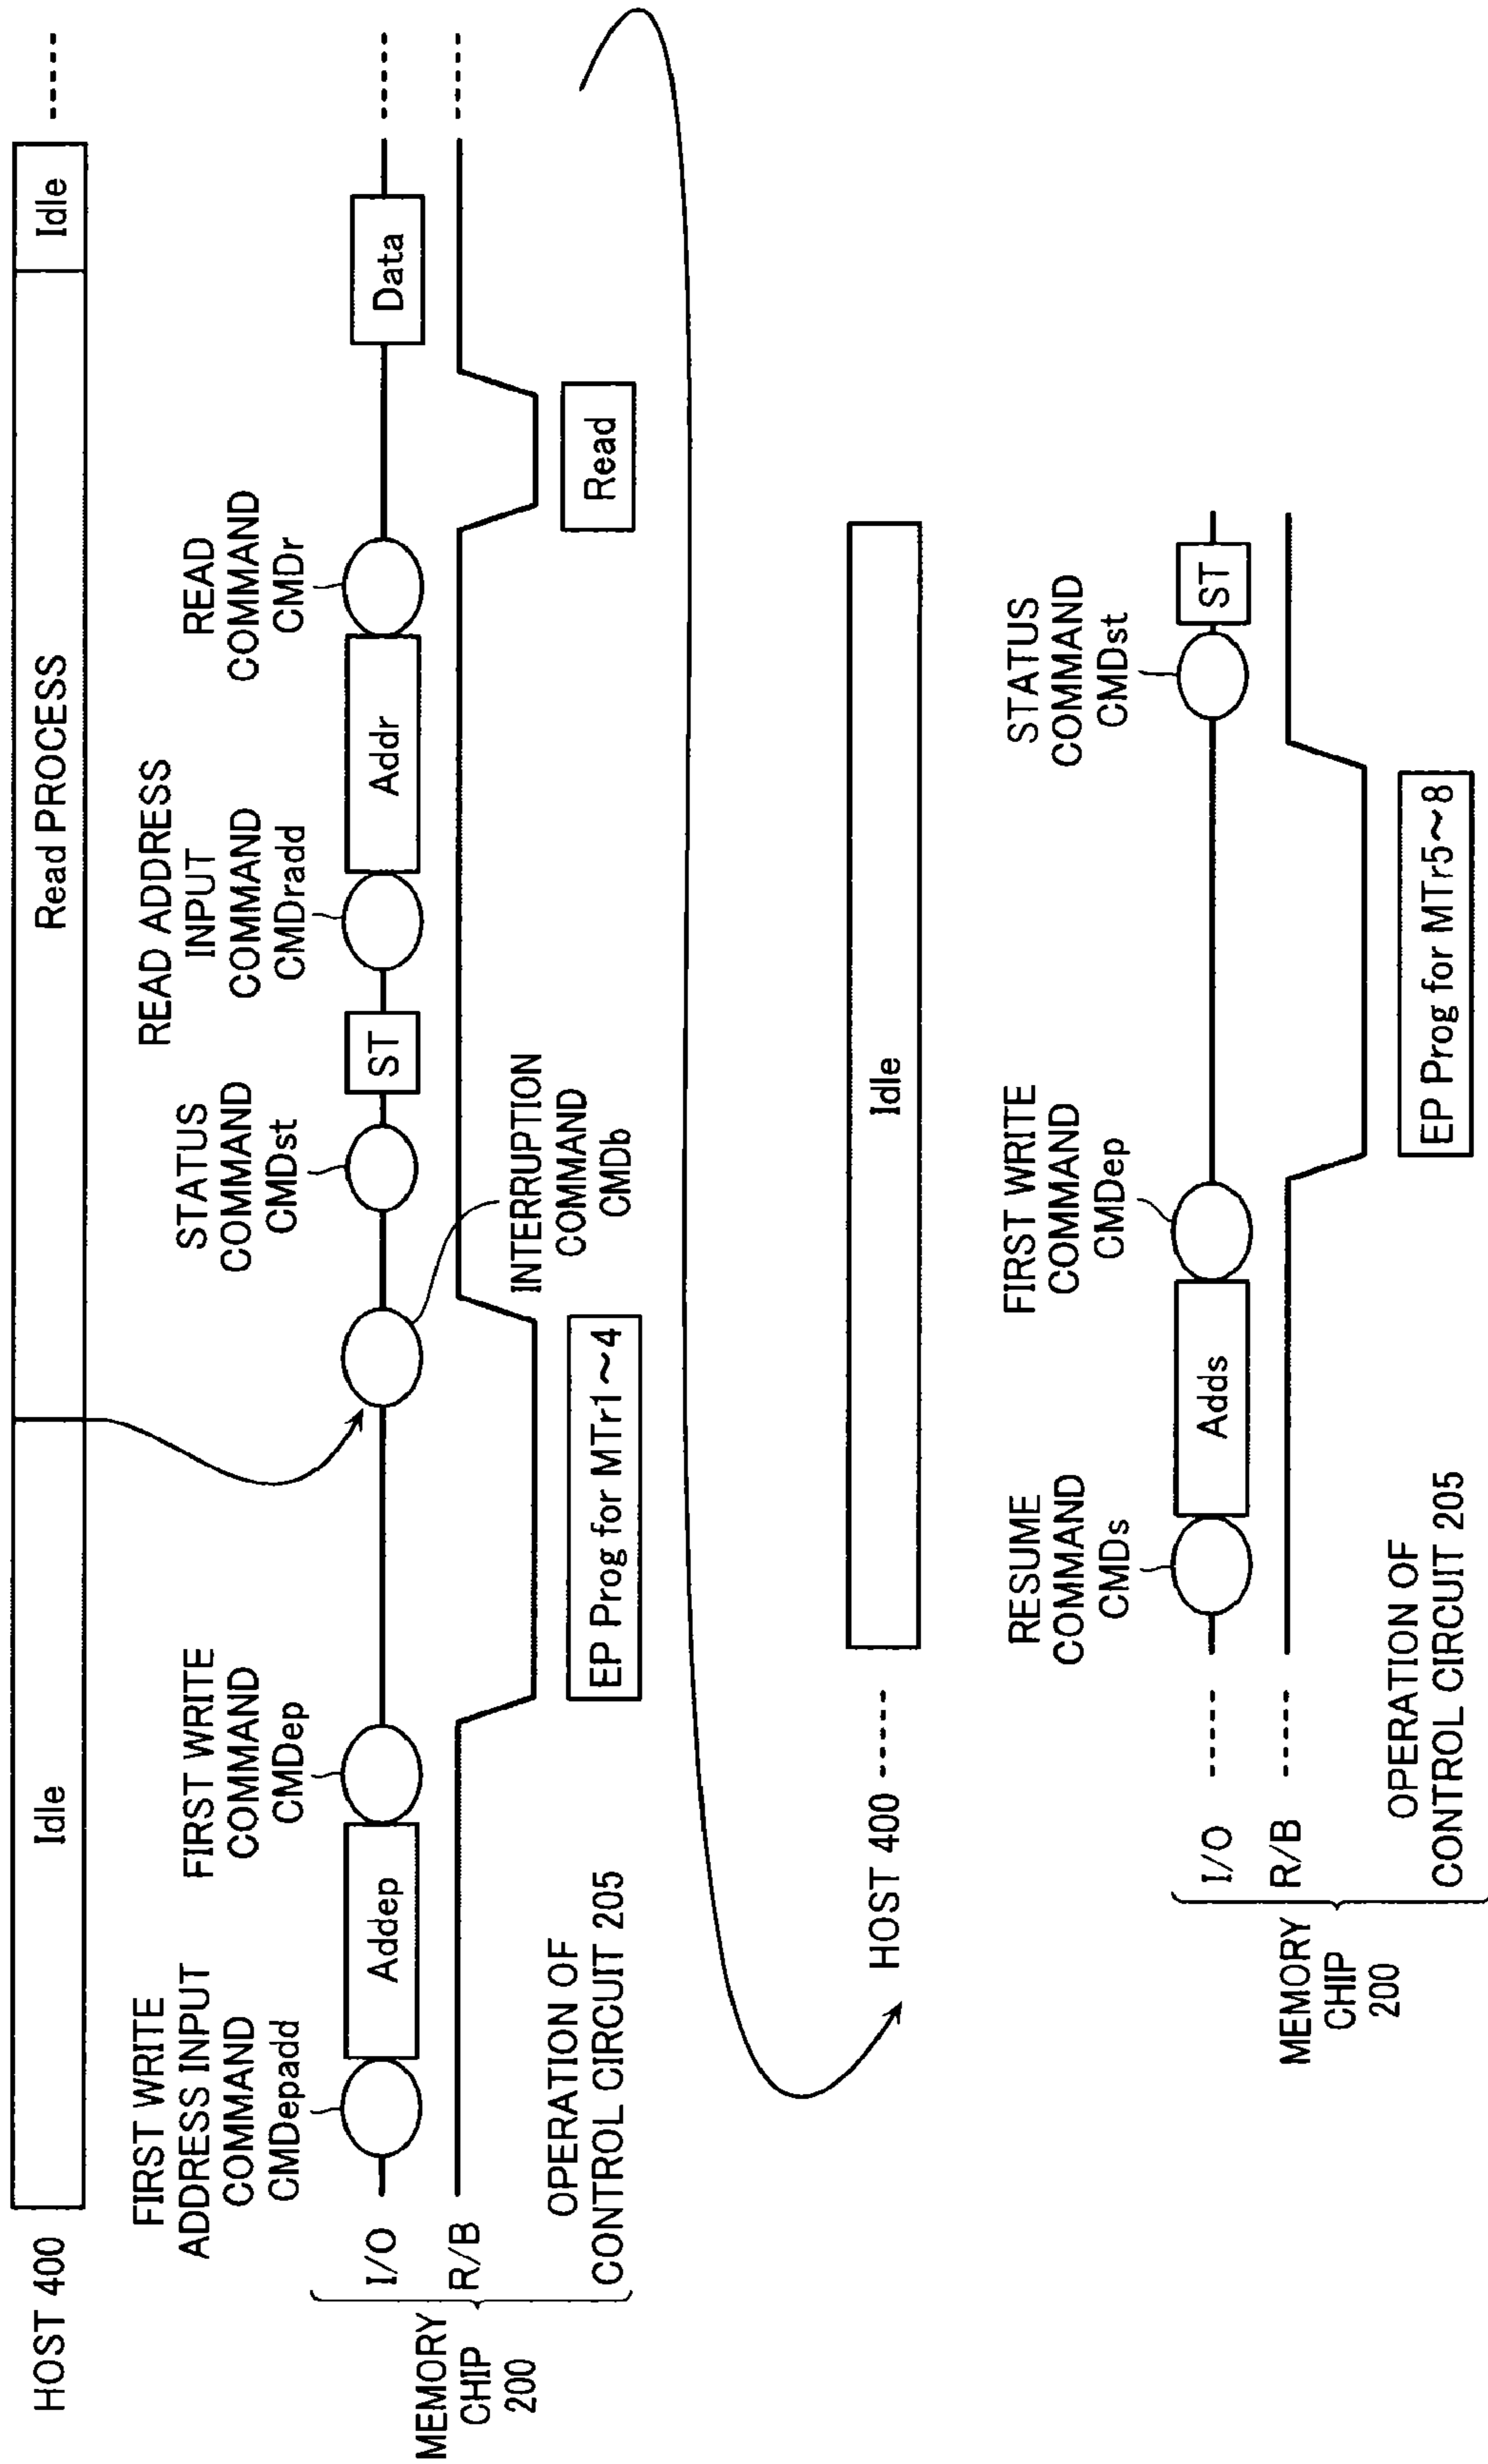 HOST 400
Idle
Read PROCESS
Idle
FIRST WRITE
ADDRESS INPUT
COMMAND
CMDepadd
FIRST WRITE
COMMAND
CMDep
STATUS
COMMAND
CMDst
READ ADDRESS
INPUT
COMMAND
CMDradd
READ
COMMAND
CMDr
MEMORY
CHIP
200
I/O
Addep
ST
Addr
Data
R/B
INTERRUPTION
COMMAND
CMDb
OPERATION OF
CONTROL CIRCUIT 205
EP Prog for MTr1~4
Read
HOST 400
Idle
RESUME
COMMAND
CMDs
FIRST WRITE
COMMAND
CMDep
STATUS
COMMAND
CMDst
MEMORY
CHIP
200
I/O
Adds
ST
R/B
OPERATION OF
CONTROL CIRCUIT 205
EP Prog for MTr5~8